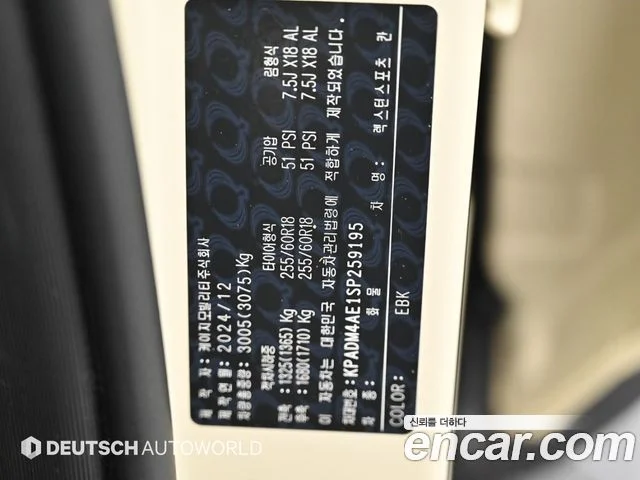 제 작 자: 케이지모빌리티주식회사
제작연월: 2024/12
차량총중량: 3005(3075)Kg
적차시하중 타이어형식 공기압 림형식
전축: 1325(1365) Kg 255/60R18 51 PSI 7.5J X18 AL
후축: 1680(1710) Kg 255/60R18 51 PSI 7.5J X18 AL
이 자동차는 대한민국 자동차관리법령에 적합하게 제작되었습니다.
차대번호: KPADM4AE1SP259195
차 종: 화 물 차 명: 렉스턴스포츠 칸
COLOR: EBK
DEUTSCH AUTOWORLD
신뢰를 더하다
encar.com